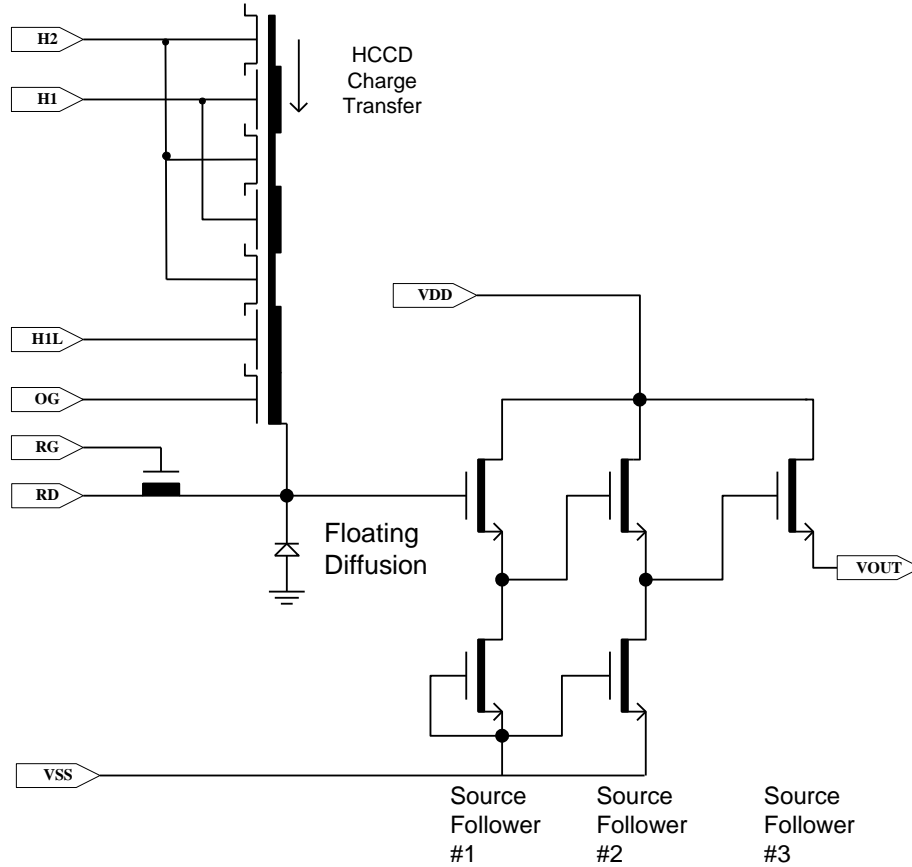 H2
HCCD
Charge
Transfer
H1
VDD
H1L
OG
RG
RD
Floating
Diffusion
VOUT
VSS
Source
Follower
#1
Source
Follower
#2
Source
Follower
#3